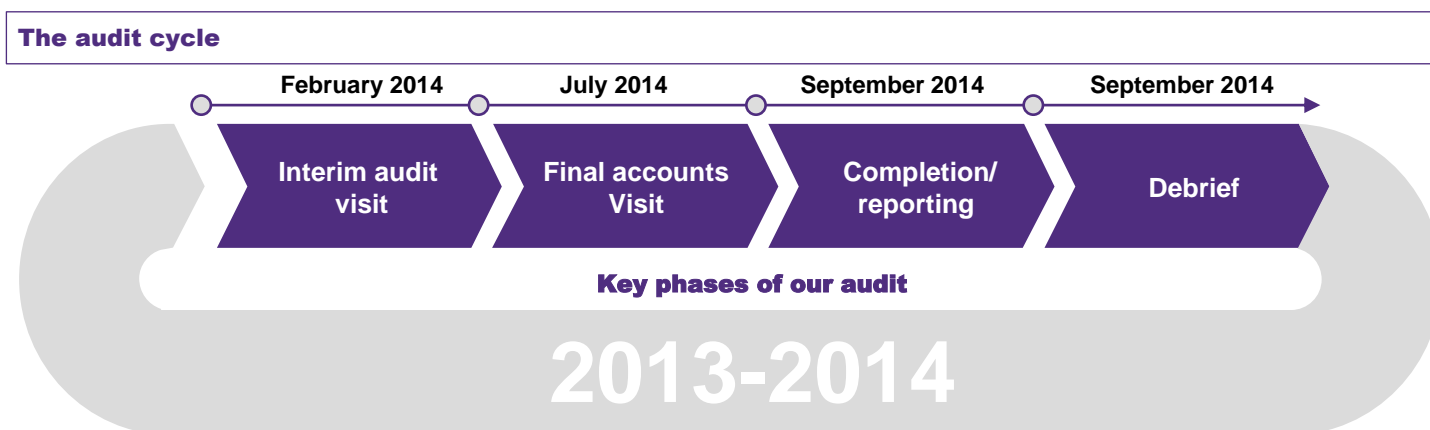 The audit cycle
February 2014
July 2014
September 2014
September 2014
Interim audit
visit
Final accounts
Visit
Completion/
reporting
Debrief
Key phases of our audit
2013-2014